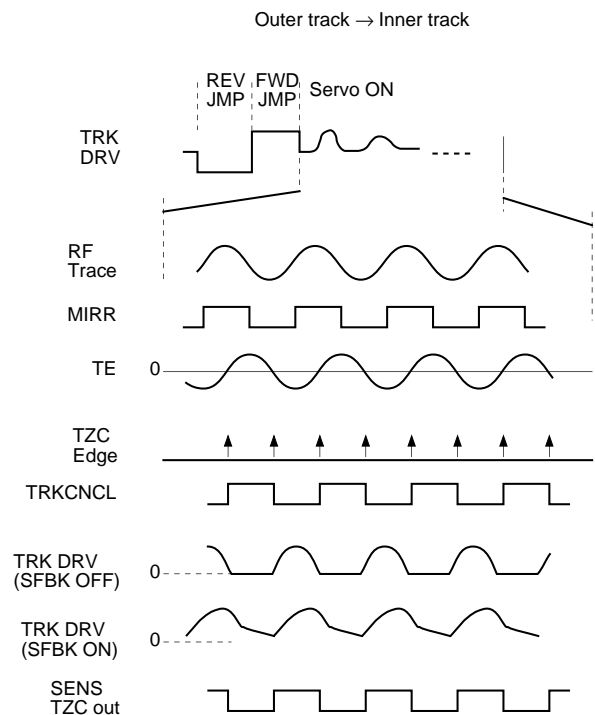 Outer track → Inner track
REV FWD
JMP JMP
Servo ON
TRK
DRV
RF
Trace
MIRR
TE
0
TZC
Edge
TRKCNCL
TRK DRV
(SFBK OFF)
0
TRK DRV
(SFBK ON)
0
SENS
TZC out